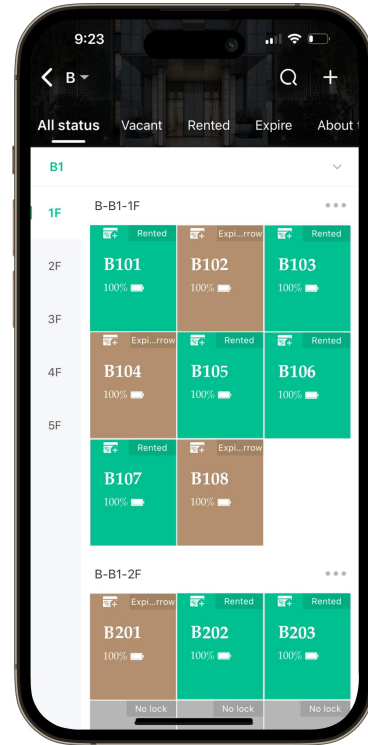 9:23
B
All status Vacant Rented Expire About
B1
1F
2F
3F
4F
5F
B-B1-1F
Rented Expi...rrow Rented
B101 B102 B103
100% 100% 100%
Expi...rrow Rented Rented
B104 B105 B106
100% 100% 100%
Rented Expi...rrow
B107 B108
100% 100%
B-B1-2F
Expi...rrow Rented Rented
B201 B202 B203
100% 100% 100%
No lock No lock No lock